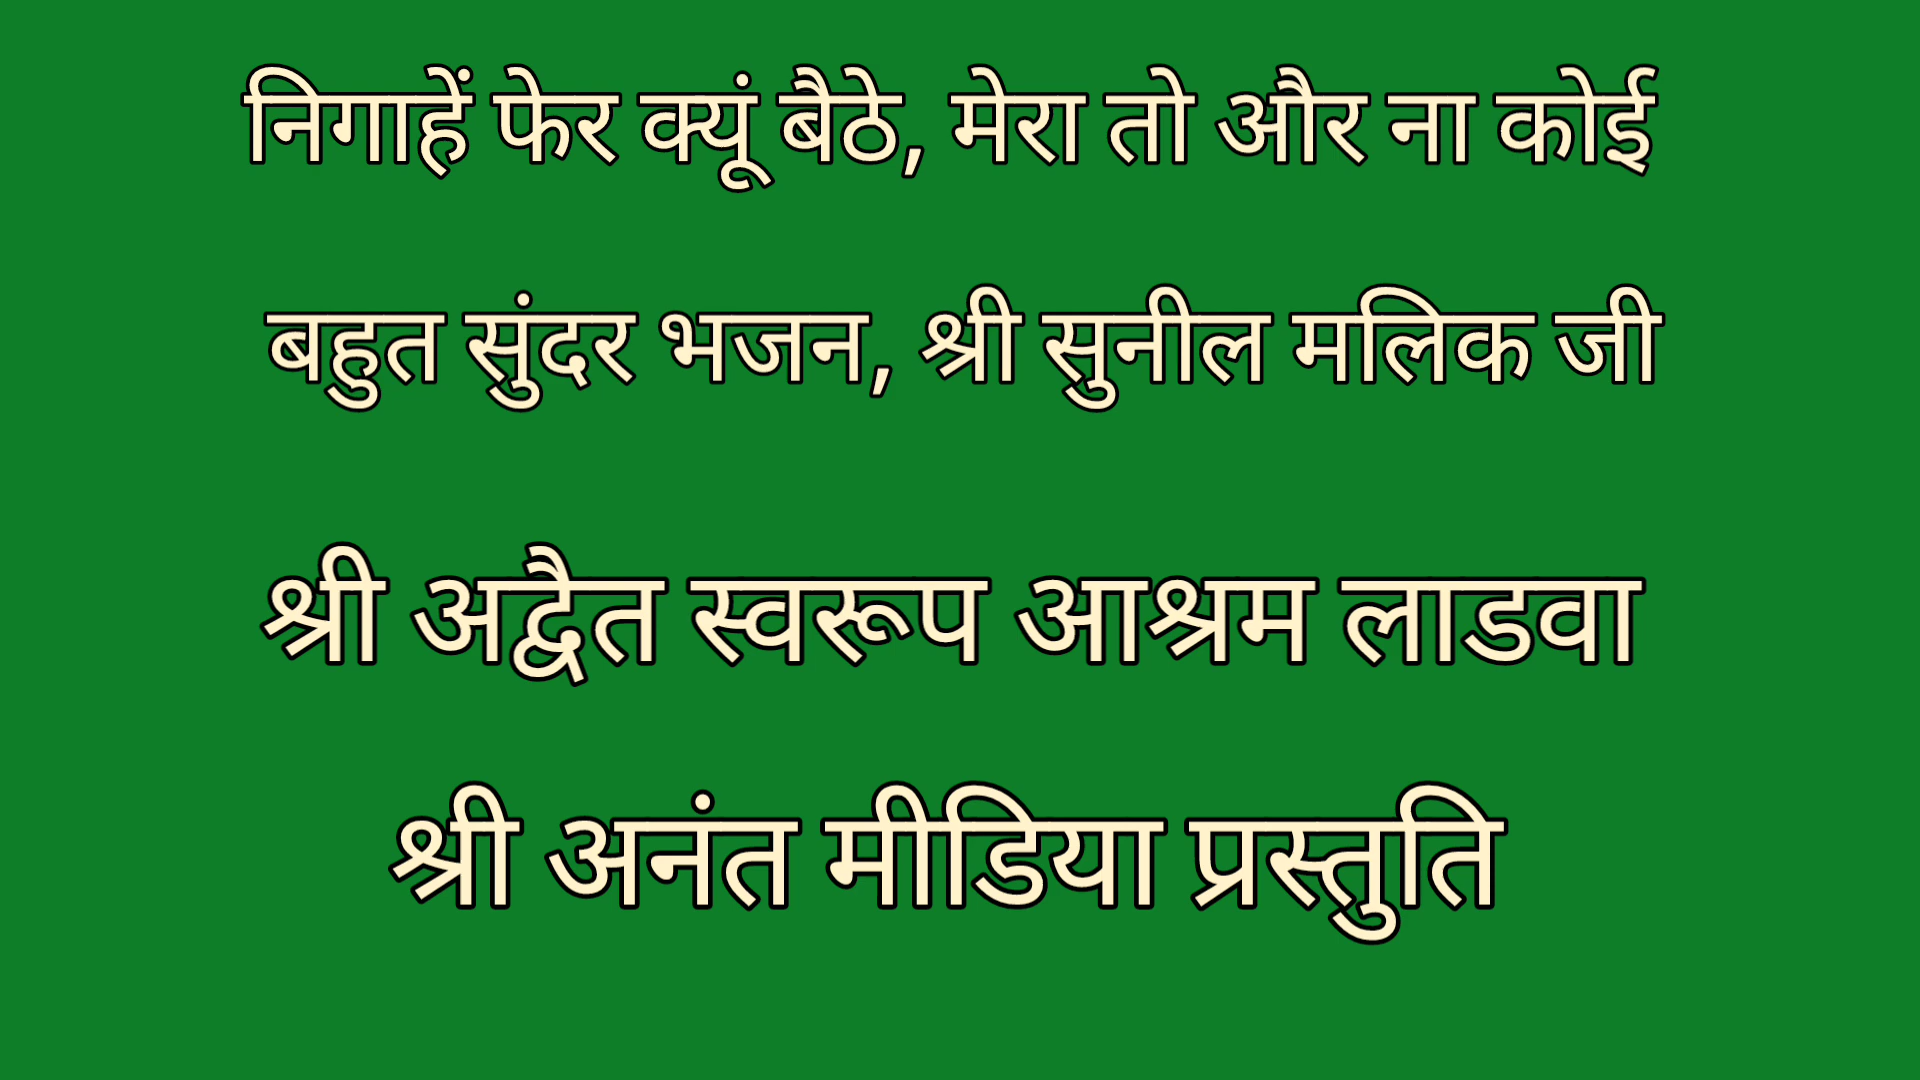 निगाहें फेर क्यूं बैठे, मेरा तो और ना कोई
बहुत सुंदर भजन, श्री सुनील मलिक जी
श्री अद्वैत स्वरूप आश्रम लाडवा
श्री अनंत मीडिया प्रस्तुति